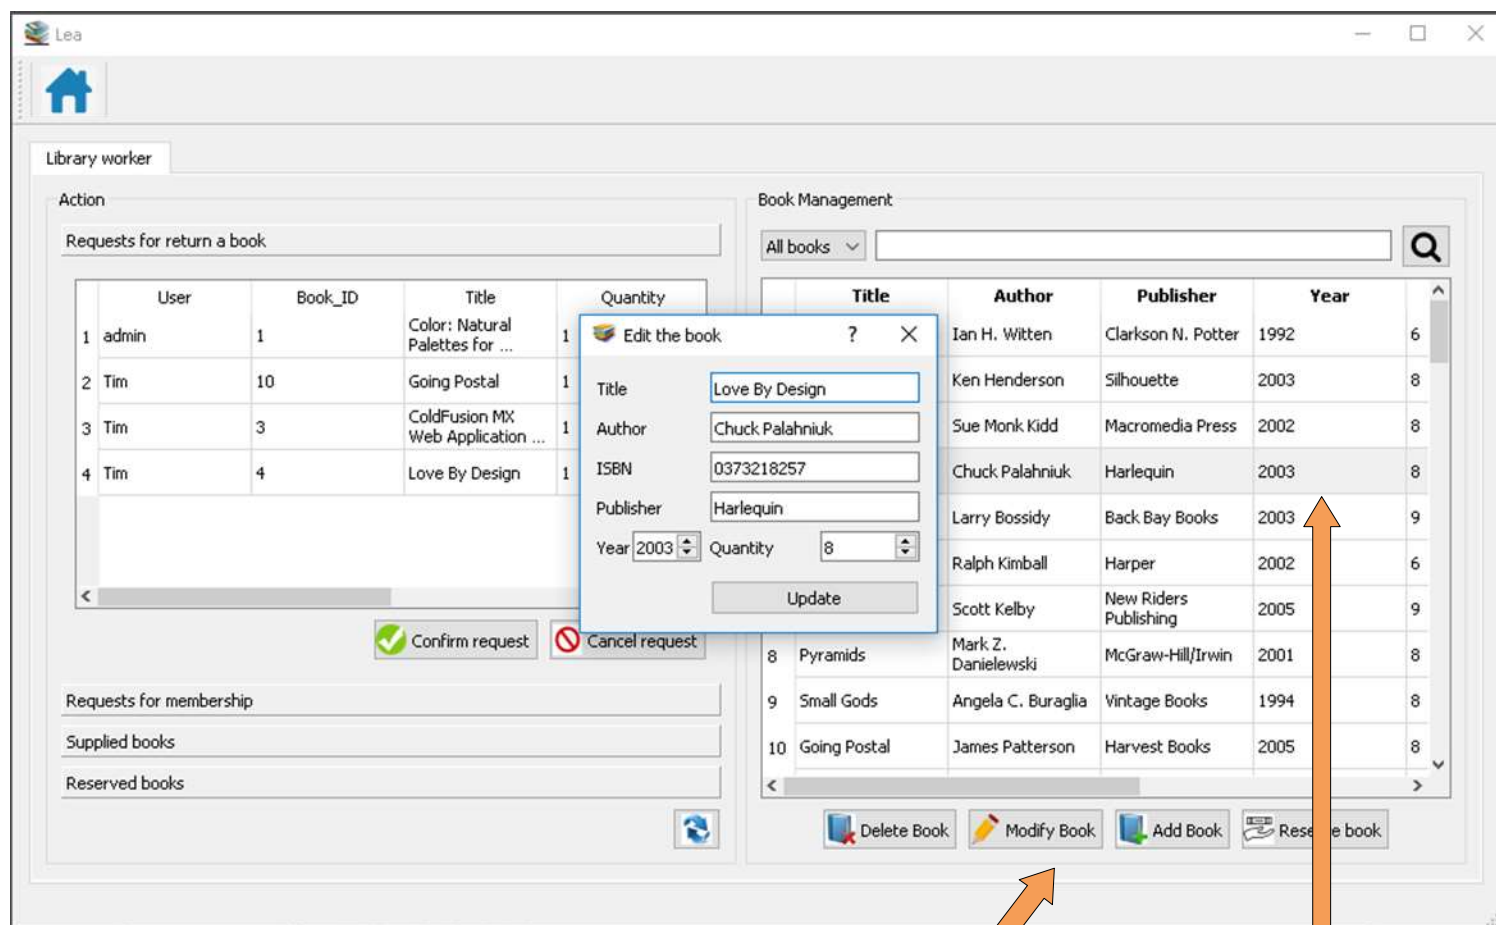 Lea
Library worker
Action
Requests for return a book
User Book_ID Title Quantity
1 admin 1 Color: Natural Palettes for ... 1
2 Tim 10 Going Postal 1
3 Tim 3 ColdFusion MX Web Application ... 1
4 Tim 4 Love By Design 1
Confirm request Cancel request
Requests for membership
Supplied books
Reserved books
Edit the book ?
Title Love By Design
Author Chuck Palahniuk
ISBN 0373218257
Publisher Harlequin
Year 2003 Quantity 8
Update
Book Management
All books
Title Author Publisher Year
Ian H. Witten Clarkson N. Potter 1992 6
Ken Henderson Silhouette 2003 8
Sue Monk Kidd Macromedia Press 2002 8
Chuck Palahniuk Harlequin 2003 8
Larry Bossidy Back Bay Books 2003 9
Ralph Kimball Harper 2002 6
Scott Kelby New Riders Publishing 2005 9
8 Pyramids Mark Z. Danielewski McGraw-Hill/Irwin 2001 8
9 Small Gods Angela C. Buraglia Vintage Books 1994 8
10 Going Postal James Patterson Harvest Books 2005 8
Delete Book Modify Book Add Book book